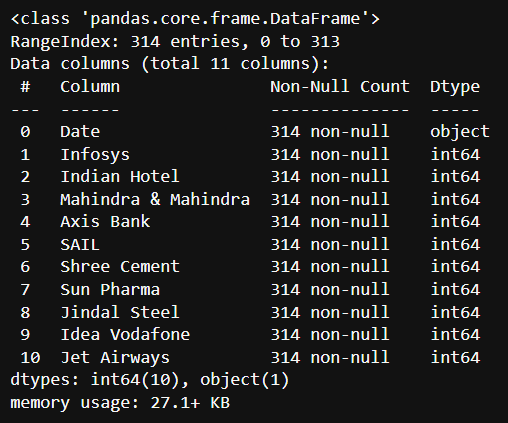 <class 'pandas.core.frame.DataFrame'>
RangeIndex: 314 entries, 0 to 313
Data columns (total 11 columns):
 #   Column               Non-Null Count  Dtype
---  ------               --------------  -----
 0   Date                 314 non-null    object
 1   Infosys              314 non-null    int64
 2   Indian Hotel         314 non-null    int64
 3   Mahindra & Mahindra  314 non-null    int64
 4   Axis Bank            314 non-null    int64
 5   SAIL                 314 non-null    int64
 6   Shree Cement         314 non-null    int64
 7   Sun Pharma           314 non-null    int64
 8   Jindal Steel         314 non-null    int64
 9   Idea Vodafone        314 non-null    int64
 10  Jet Airways          314 non-null    int64
dtypes: int64(10), object(1)
memory usage: 27.1+ KB